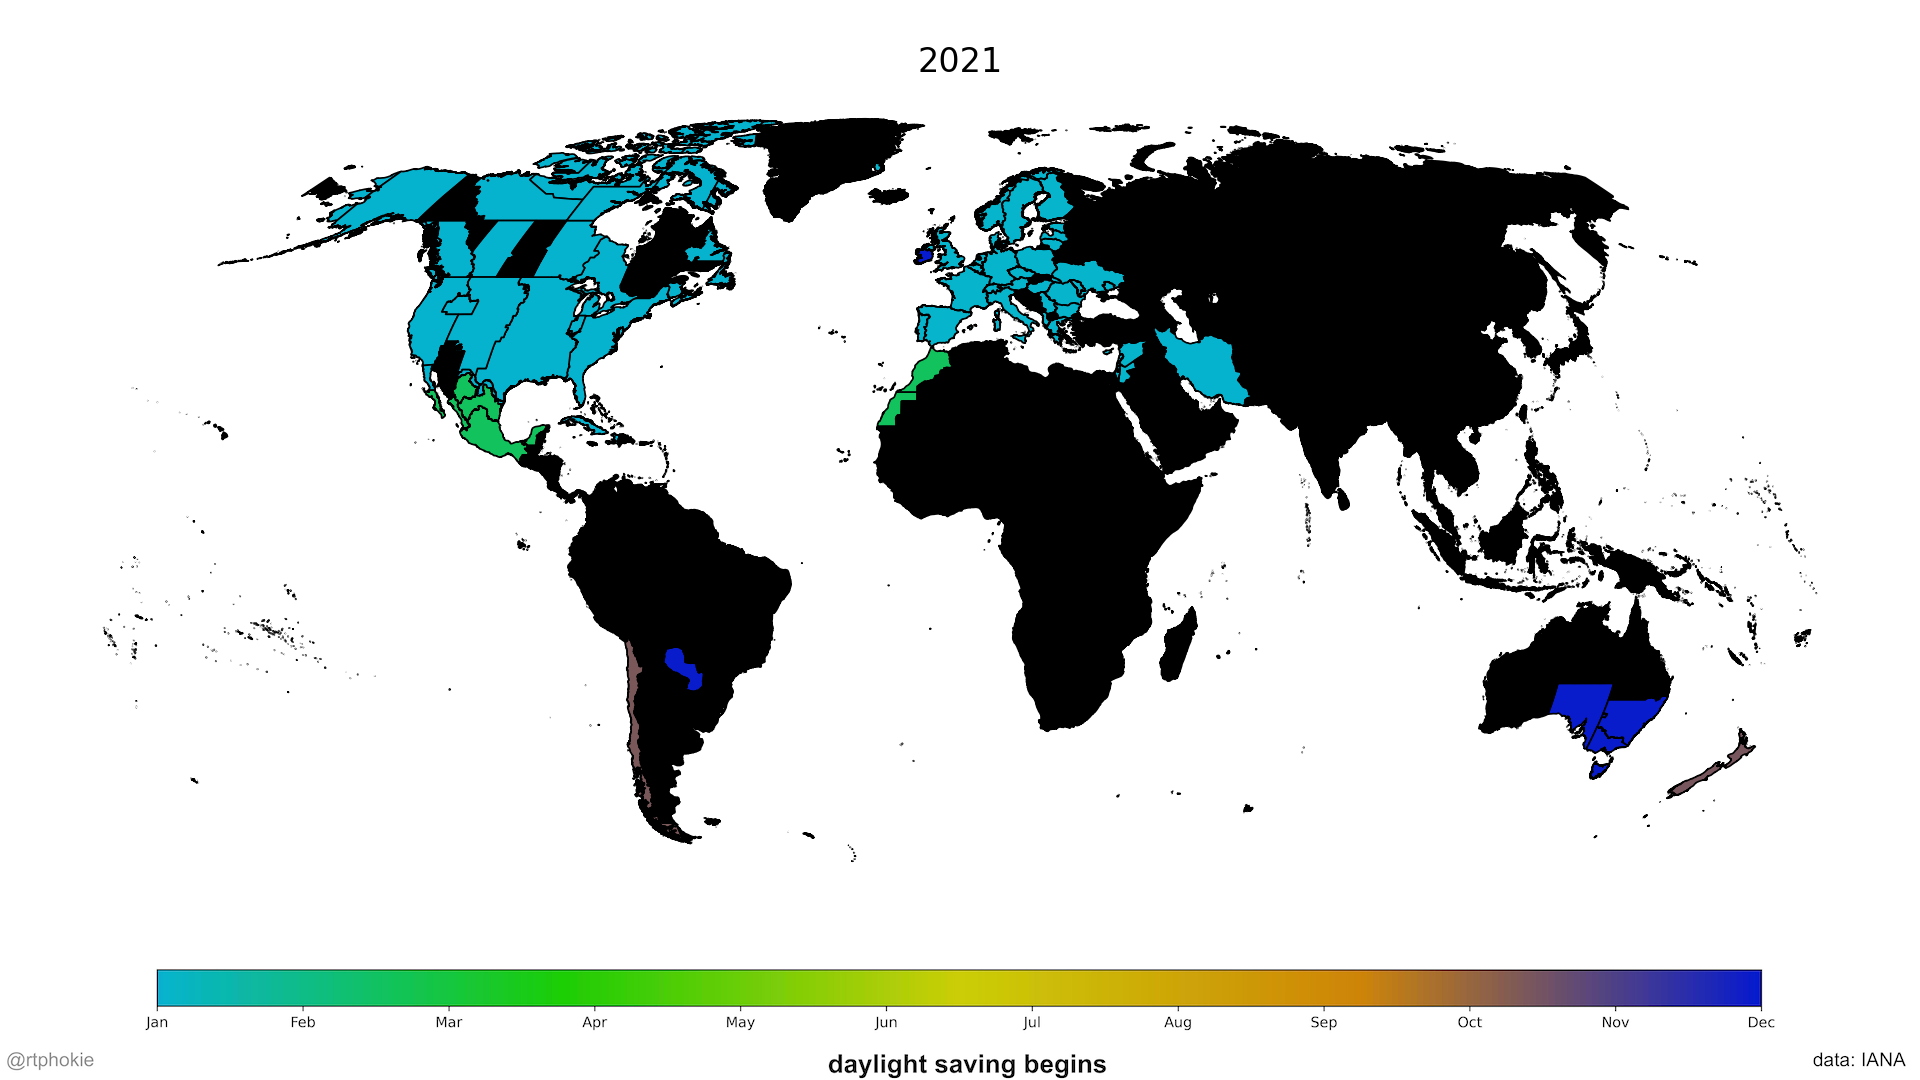 2021
Jan Feb Mar Apr May Jun Jul Aug Sep Oct Nov Dec
@rtphokie
daylight saving begins
data: IANA